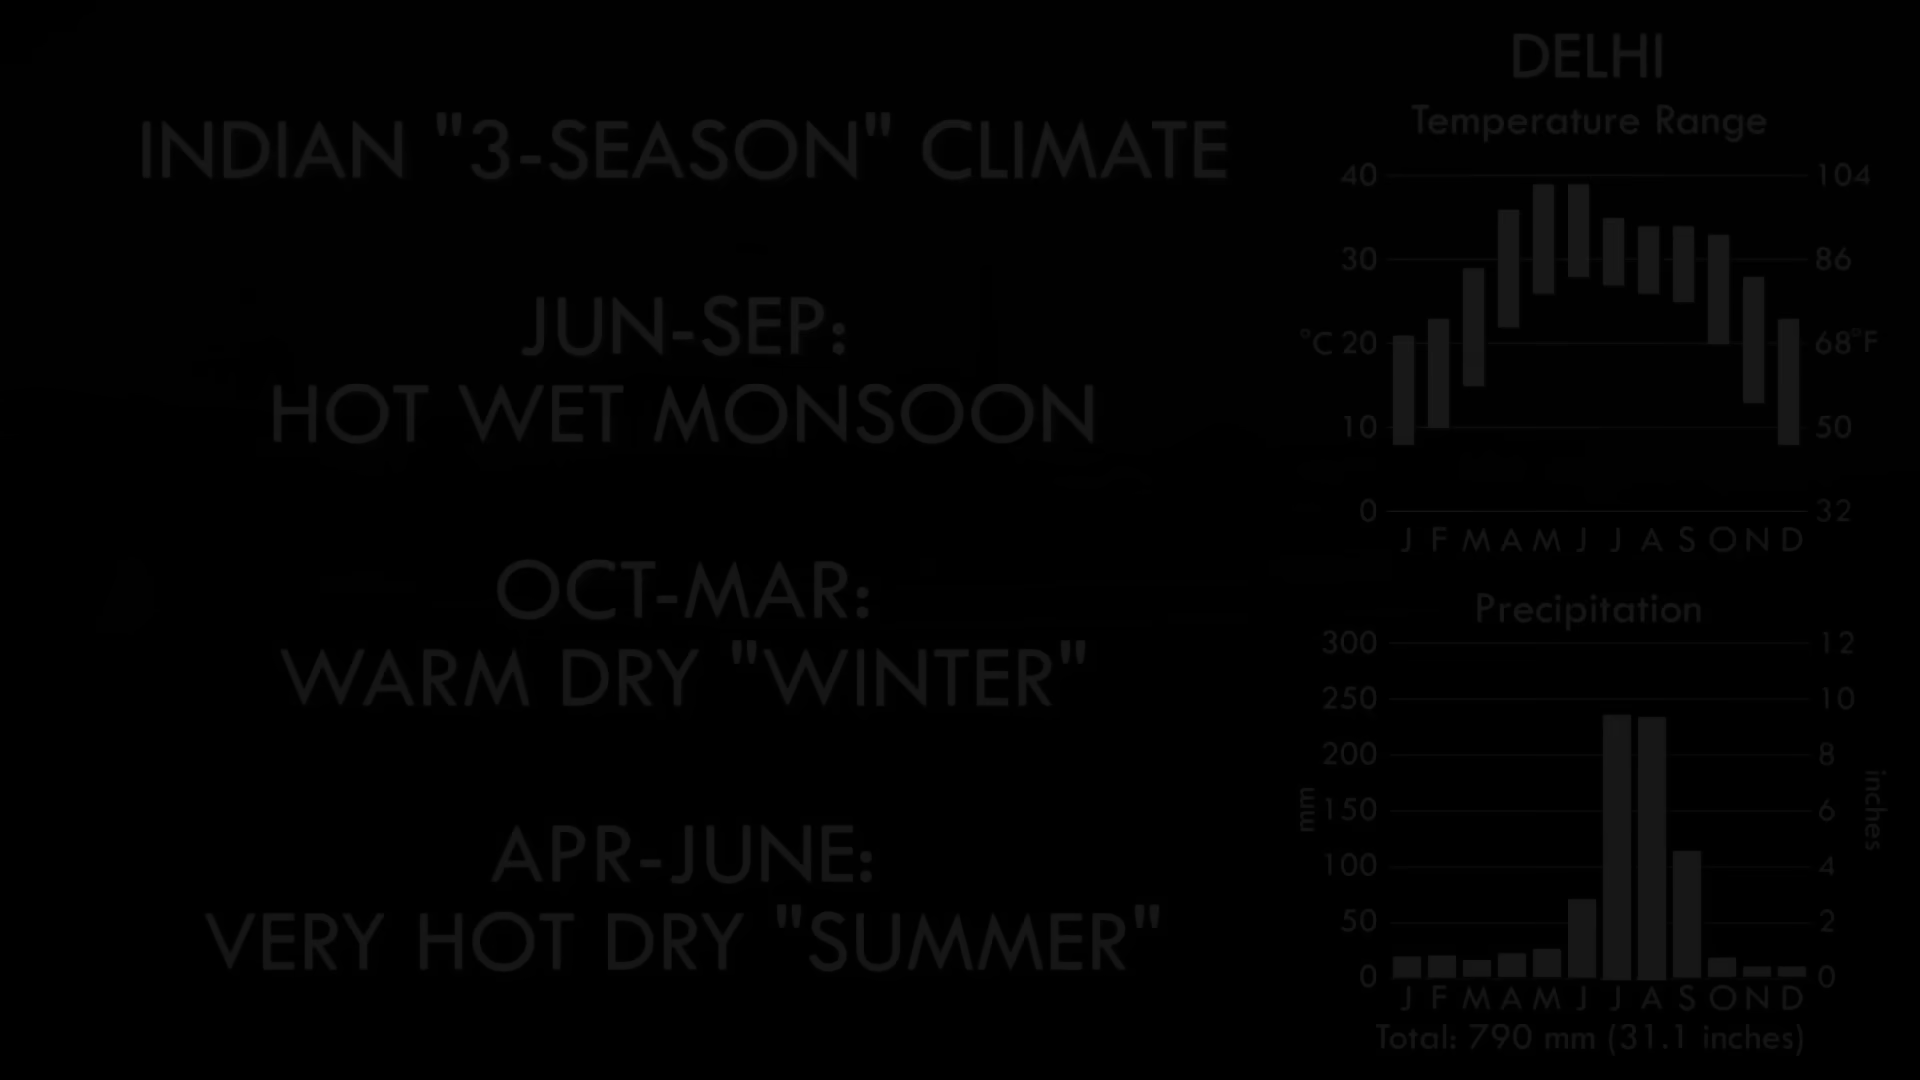 INDIAN "3-SEASON" CLIMATE
JUN-SEP:
HOT WET MONSOON
OCT-MAR:
WARM DRY "WINTER"
APR-JUNE:
VERY HOT DRY "SUMMER"
DELHI
Temperature Range
40 104
30 86
°C 20 68°F
10 50
0 32
J F M A M J J A S O N D
Precipitation
300 12
250 10
200 8
mm 150 6 inches
100 4
50 2
0 0
J F M A M J J A S O N D
Total: 790 mm (31.1 inches)